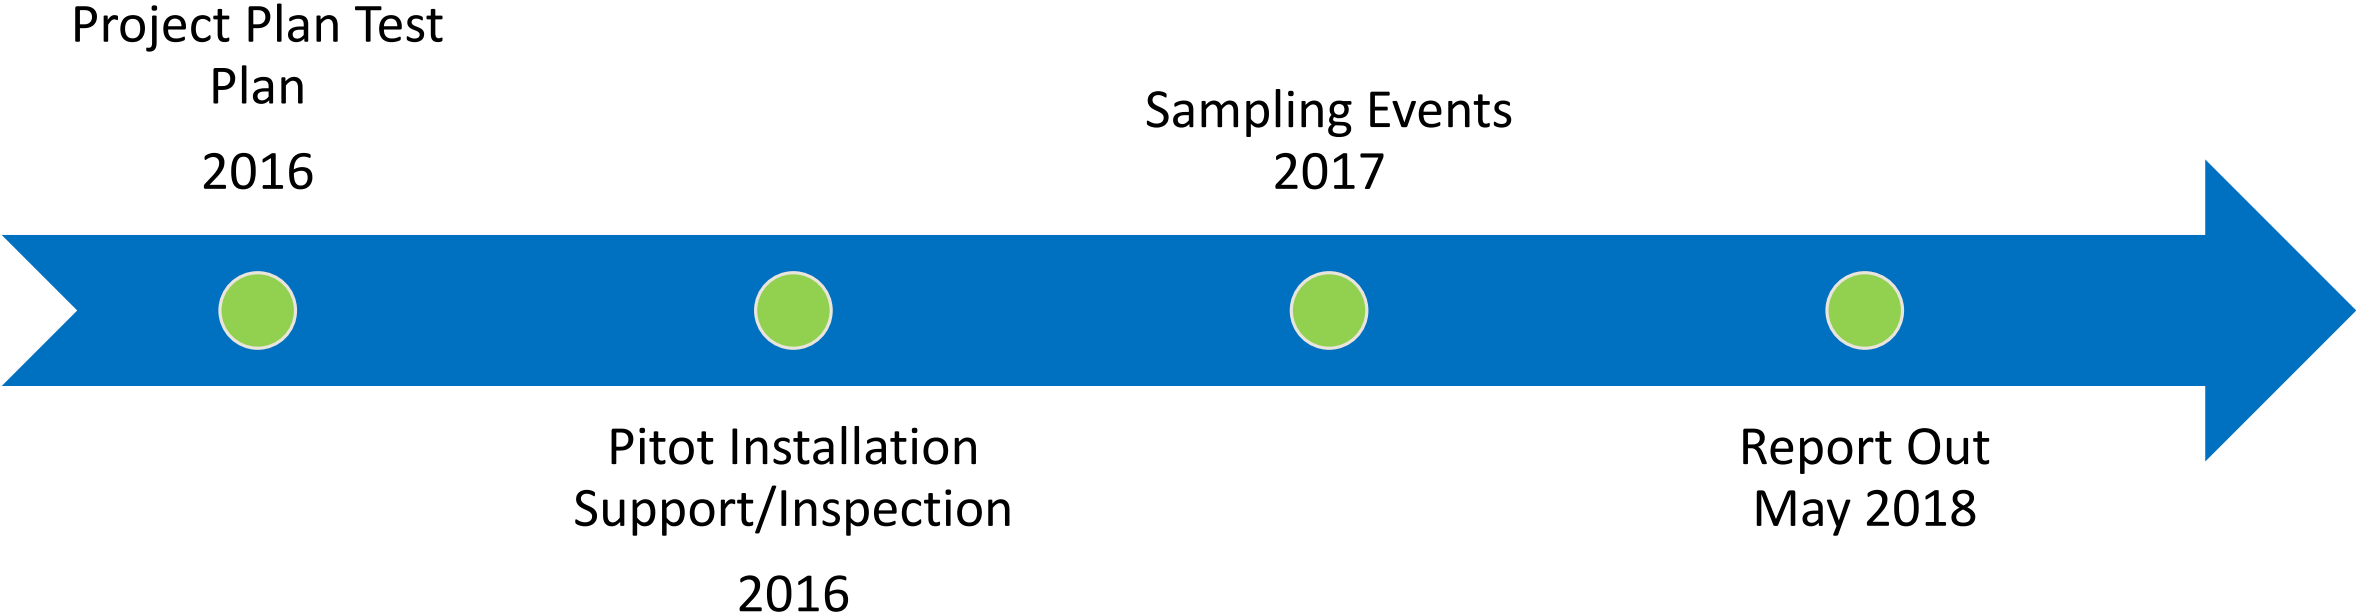 Project Plan Test
Plan
2016
Pitot Installation
Support/Inspection
2016
Sampling Events
2017
Report Out
May 2018